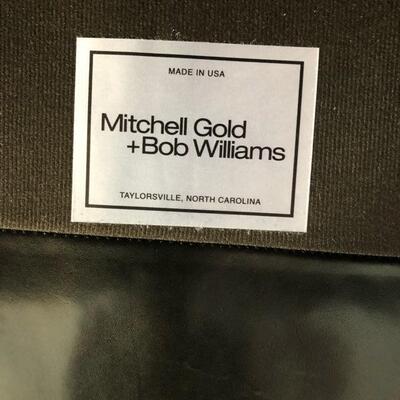 MADE IN USA
Mitchell Gold
+Bob Williams
TAYLORSVILLE, NORTH CAROLINA